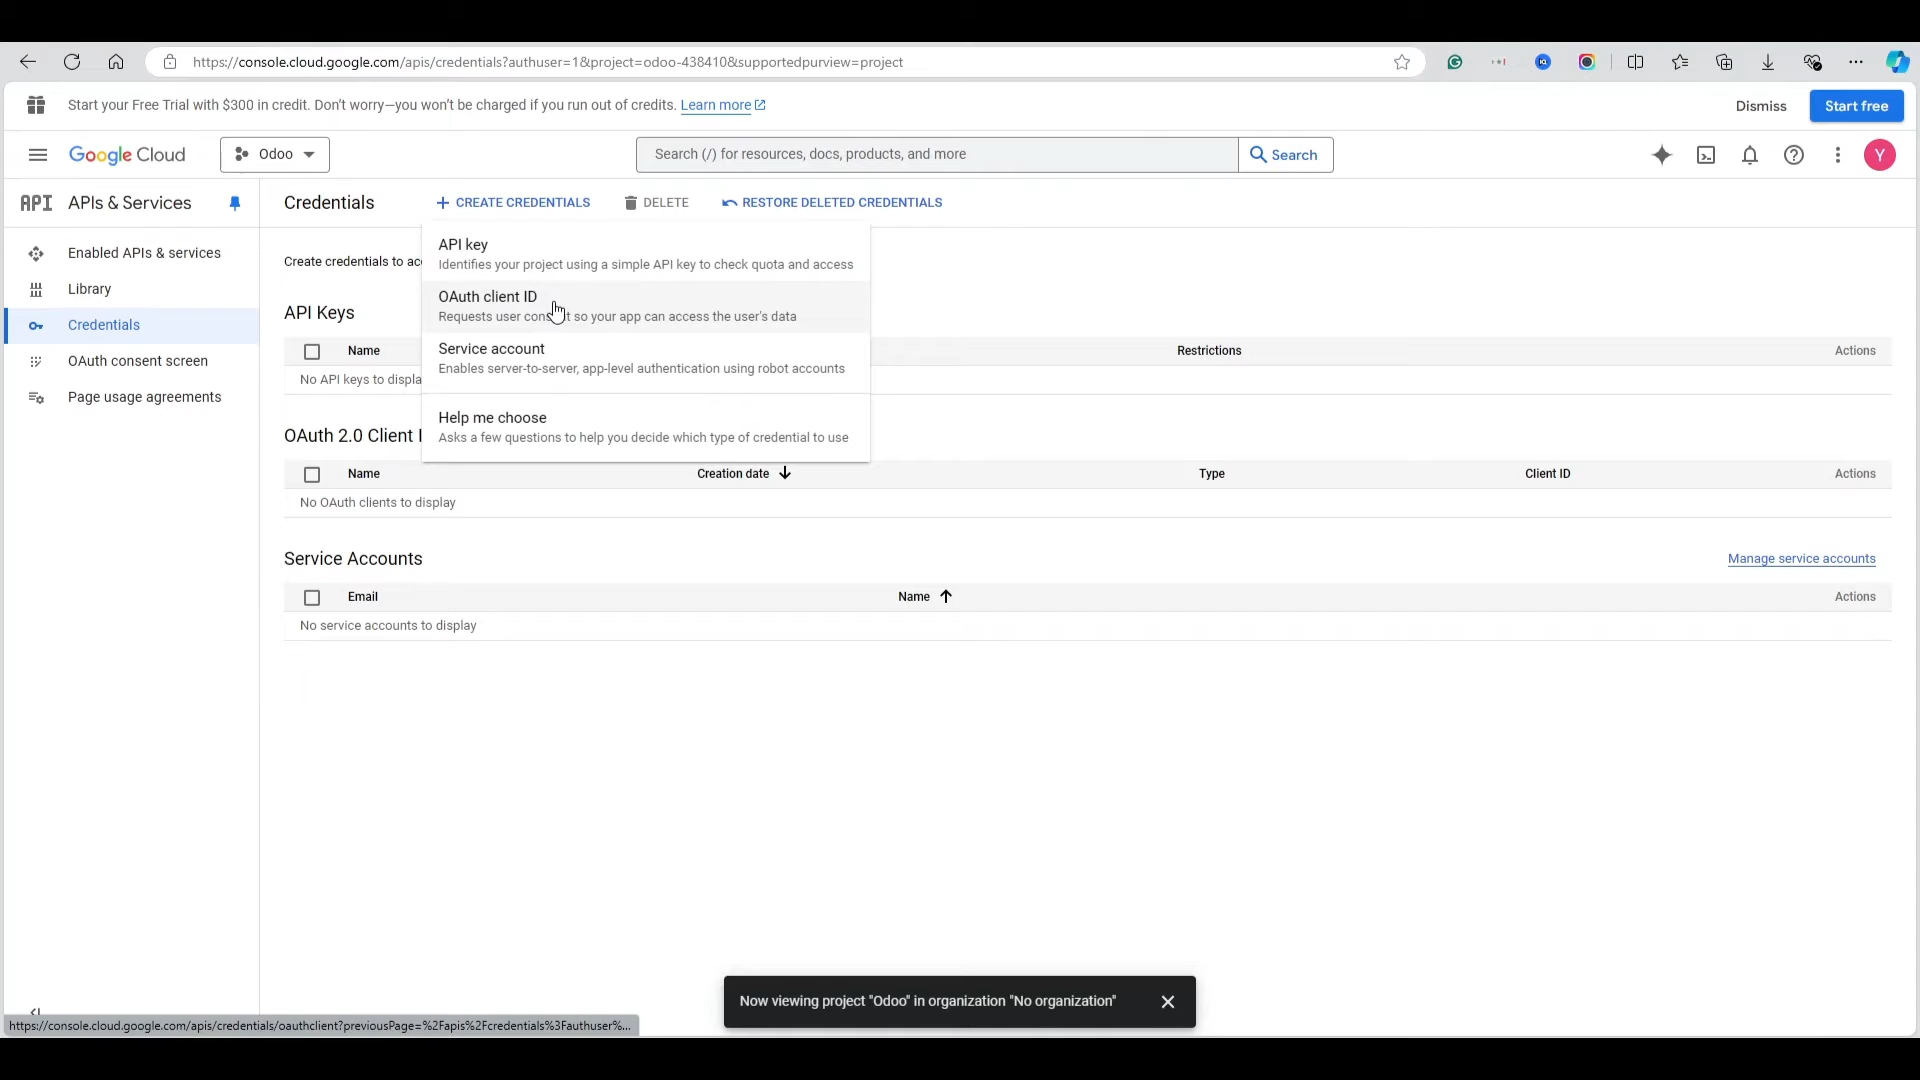 https://console.cloud.google.com/apis/credentials?authuser=1&project=odoo-438410&supportedpurview=project
Start your Free Trial with $300 in credit. Don't worry—you won't be charged if you run out of credits. Learn more
Dismiss
Start free
Google Cloud
Odoo
Search (/) for resources, docs, products, and more
Search
Y
API APIs & Services
Credentials
CREATE CREDENTIALS
DELETE
RESTORE DELETED CREDENTIALS
Enabled APIs & services
Library
Credentials
OAuth consent screen
Page usage agreements
API key
Identifies your project using a simple API key to check quota and access
OAuth client ID
Requests user so your app can access the user's data
Service account
Enables server-to-server, app-level authentication using robot accounts
Help me choose
Asks a few questions to help you decide which type of credential to use
Create credentials to
API Keys
Name Restrictions Actions
No API keys to
OAuth 2.0 Client
Name Creation date Type Client ID Actions
No OAuth clients to display
Service Accounts
Manage service accounts
Email Name Actions
No service accounts to display
Now viewing project "Odoo" in organization "No organization"
https://console.cloud.google.com/apis/credentials/oauthclient?previousPage=%2Fapis%2Fcredentials%3Fauthuser%...